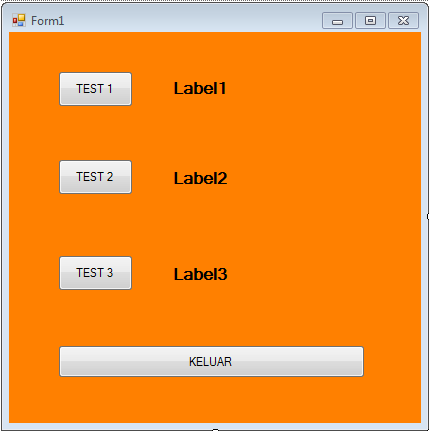 Form1
TEST 1 Label1
TEST 2 Label2
TEST 3 Label3
KELUAR